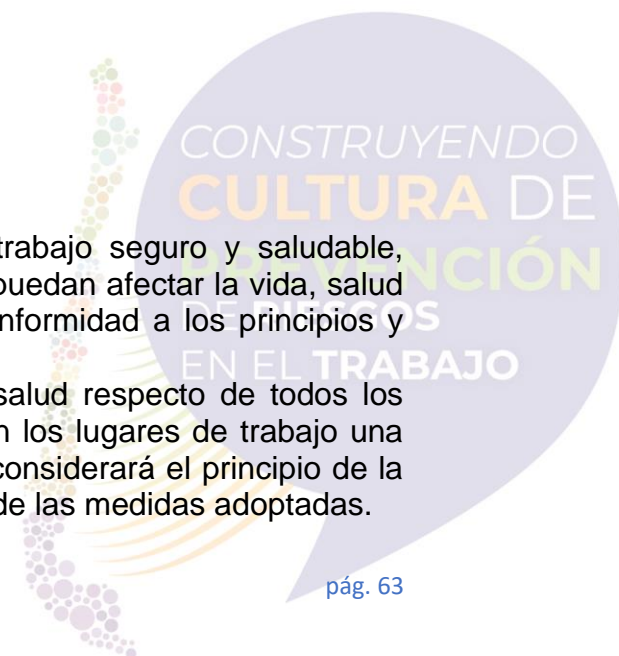 CONSTRUYENDO
CULTURA DE
PREVENCIÓN
DE RIESGOS
EN EL TRABAJO
trabajo seguro y saludable,
puedan afectar la vida, salud
nformidad a los principios y
salud respecto de todos los
n los lugares de trabajo una
considerará el principio de la
de las medidas adoptadas.
pág. 63